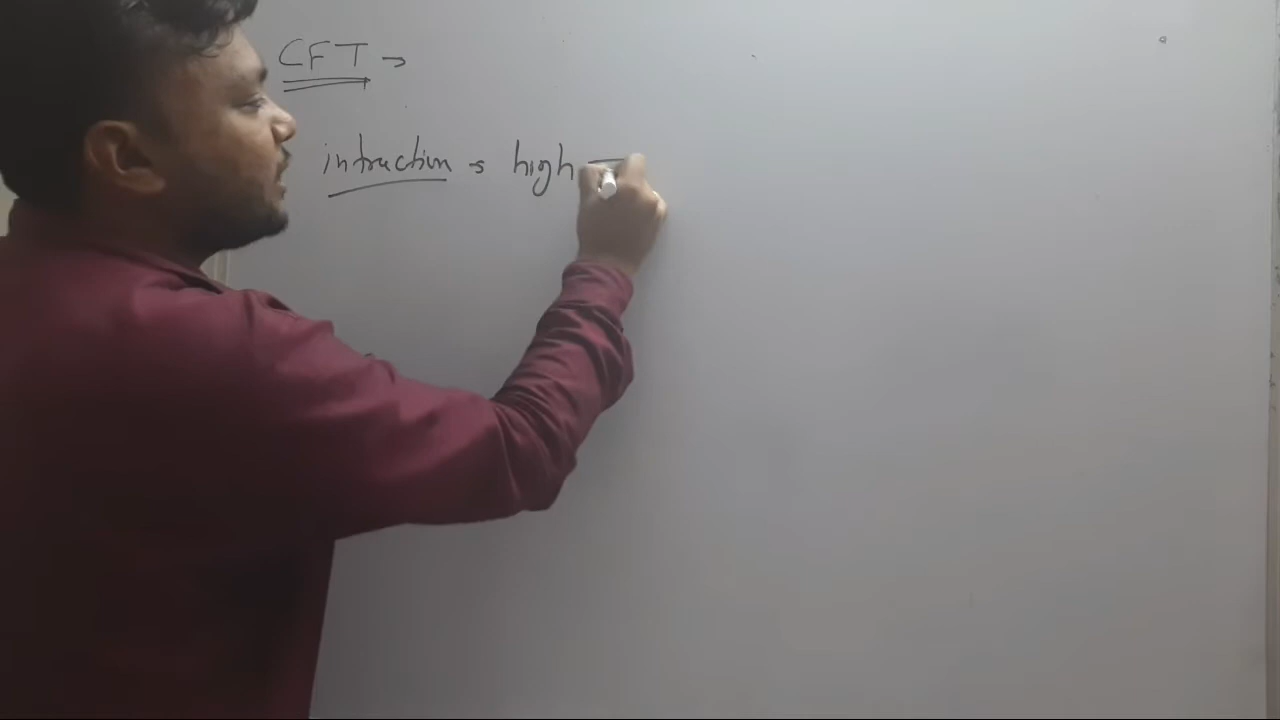 CFT →
intraction → high